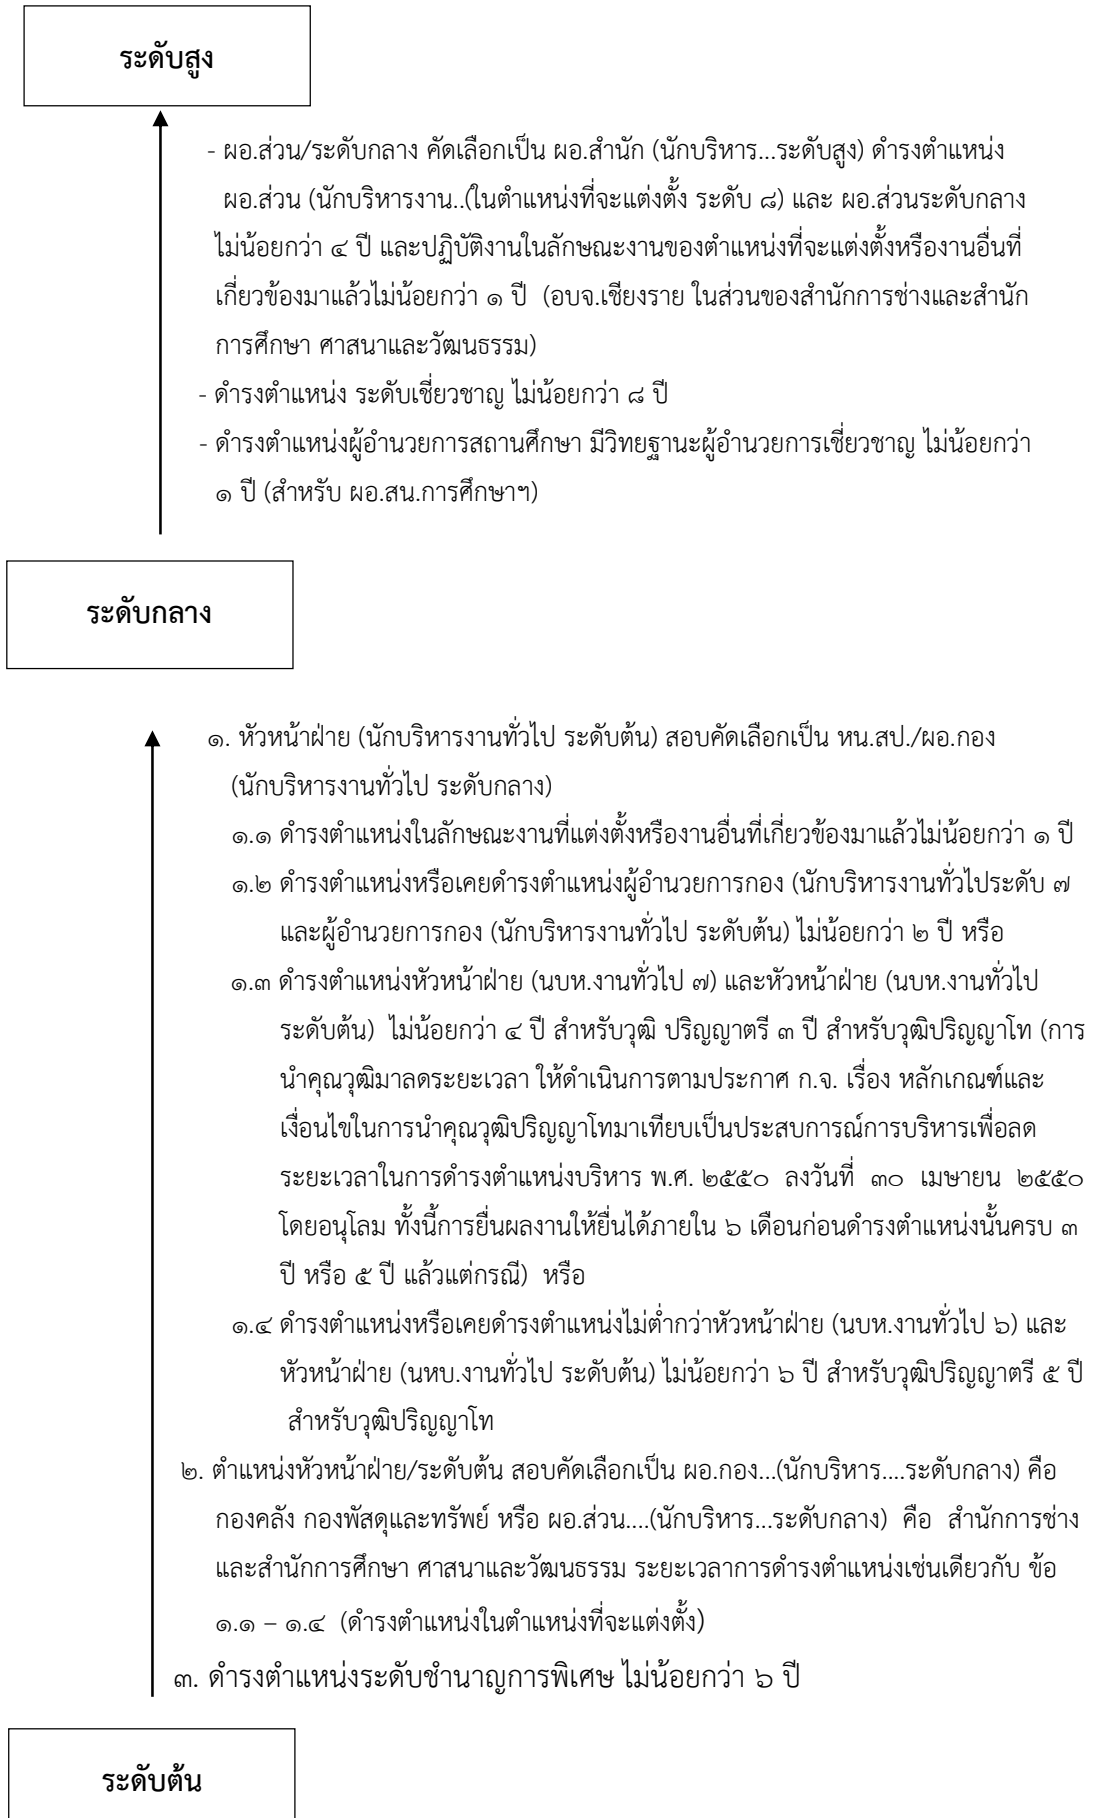 ระดับสูง
- ผอ.ส่วน/ระดับกลาง คัดเลือกเป็น ผอ.สำนัก (นักบริหาร...ระดับสูง) ดำรงตำแหน่ง
ผอ.ส่วน (นักบริหารงาน..(ในตำแหน่งที่จะแต่งตั้ง ระดับ ๘) และ ผอ.ส่วนระดับกลาง
ไม่น้อยกว่า ๔ ปี และปฏิบัติงานในลักษณะงานของตำแหน่งที่จะแต่งตั้งหรืองานอื่นที่
เกี่ยวข้องมาแล้วไม่น้อยกว่า ๑ ปี (อบจ.เชียงราย ในส่วนของสำนักการช่างและสำนัก
การศึกษา ศาสนาและวัฒนธรรม)
- ดำรงตำแหน่ง ระดับเชี่ยวชาญ ไม่น้อยกว่า ๘ ปี
- ดำรงตำแหน่งผู้อำนวยการสถานศึกษา มีวิทยฐานะผู้อำนวยการเชี่ยวชาญ ไม่น้อยกว่า
๑ ปี (สำหรับ ผอ.สน.การศึกษาฯ)
ระดับกลาง
๑. หัวหน้าฝ่าย (นักบริหารงานทั่วไป ระดับต้น) สอบคัดเลือกเป็น หน.สป./ผอ.กอง
(นักบริหารงานทั่วไป ระดับกลาง)
๑.๑ ดำรงตำแหน่งในลักษณะงานที่แต่งตั้งหรืองานอื่นที่เกี่ยวข้องมาแล้วไม่น้อยกว่า ๑ ปี
๑.๒ ดำรงตำแหน่งหรือเคยดำรงตำแหน่งผู้อำนวยการกอง (นักบริหารงานทั่วไประดับ ๗
และผู้อำนวยการกอง (นักบริหารงานทั่วไป ระดับต้น) ไม่น้อยกว่า ๒ ปี หรือ
๑.๓ ดำรงตำแหน่งหัวหน้าฝ่าย (นบห.งานทั่วไป ๗) และหัวหน้าฝ่าย (นบห.งานทั่วไป
ระดับต้น) ไม่น้อยกว่า ๔ ปี สำหรับวุฒิ ปริญญาตรี ๓ ปี สำหรับวุฒิปริญญาโท (การ
นำคุณวุฒิมาลดระยะเวลา ให้ดำเนินการตามประกาศ ก.จ. เรื่อง หลักเกณฑ์และ
เงื่อนไขในการนำคุณวุฒิปริญญาโทมาเทียบเป็นประสบการณ์การบริหารเพื่อลด
ระยะเวลาในการดำรงตำแหน่งบริหาร พ.ศ. ๒๕๕๐ ลงวันที่ ๓๐ เมษายน ๒๕๕๐
โดยอนุโลม ทั้งนี้การยื่นผลงานให้ยื่นได้ภายใน ๖ เดือนก่อนดำรงตำแหน่งนั้นครบ ๓
ปี หรือ ๕ ปี แล้วแต่กรณี) หรือ
๑.๔ ดำรงตำแหน่งหรือเคยดำรงตำแหน่งไม่ต่ำกว่าหัวหน้าฝ่าย (นบห.งานทั่วไป ๖) และ
หัวหน้าฝ่าย (นหบ.งานทั่วไป ระดับต้น) ไม่น้อยกว่า ๖ ปี สำหรับวุฒิปริญญาตรี ๕ ปี
สำหรับวุฒิปริญญาโท
๒. ตำแหน่งหัวหน้าฝ่าย/ระดับต้น สอบคัดเลือกเป็น ผอ.กอง...(นักบริหาร....ระดับกลาง) คือ
กองคลัง กองพัสดุและทรัพย์ หรือ ผอ.ส่วน....(นักบริหาร...ระดับกลาง) คือ สำนักการช่าง
และสำนักการศึกษา ศาสนาและวัฒนธรรม ระยะเวลาการดำรงตำแหน่งเช่นเดียวกับ ข้อ
๑.๑ – ๑.๔ (ดำรงตำแหน่งในตำแหน่งที่จะแต่งตั้ง)
๓. ดำรงตำแหน่งระดับชำนาญการพิเศษ ไม่น้อยกว่า ๖ ปี
ระดับต้น